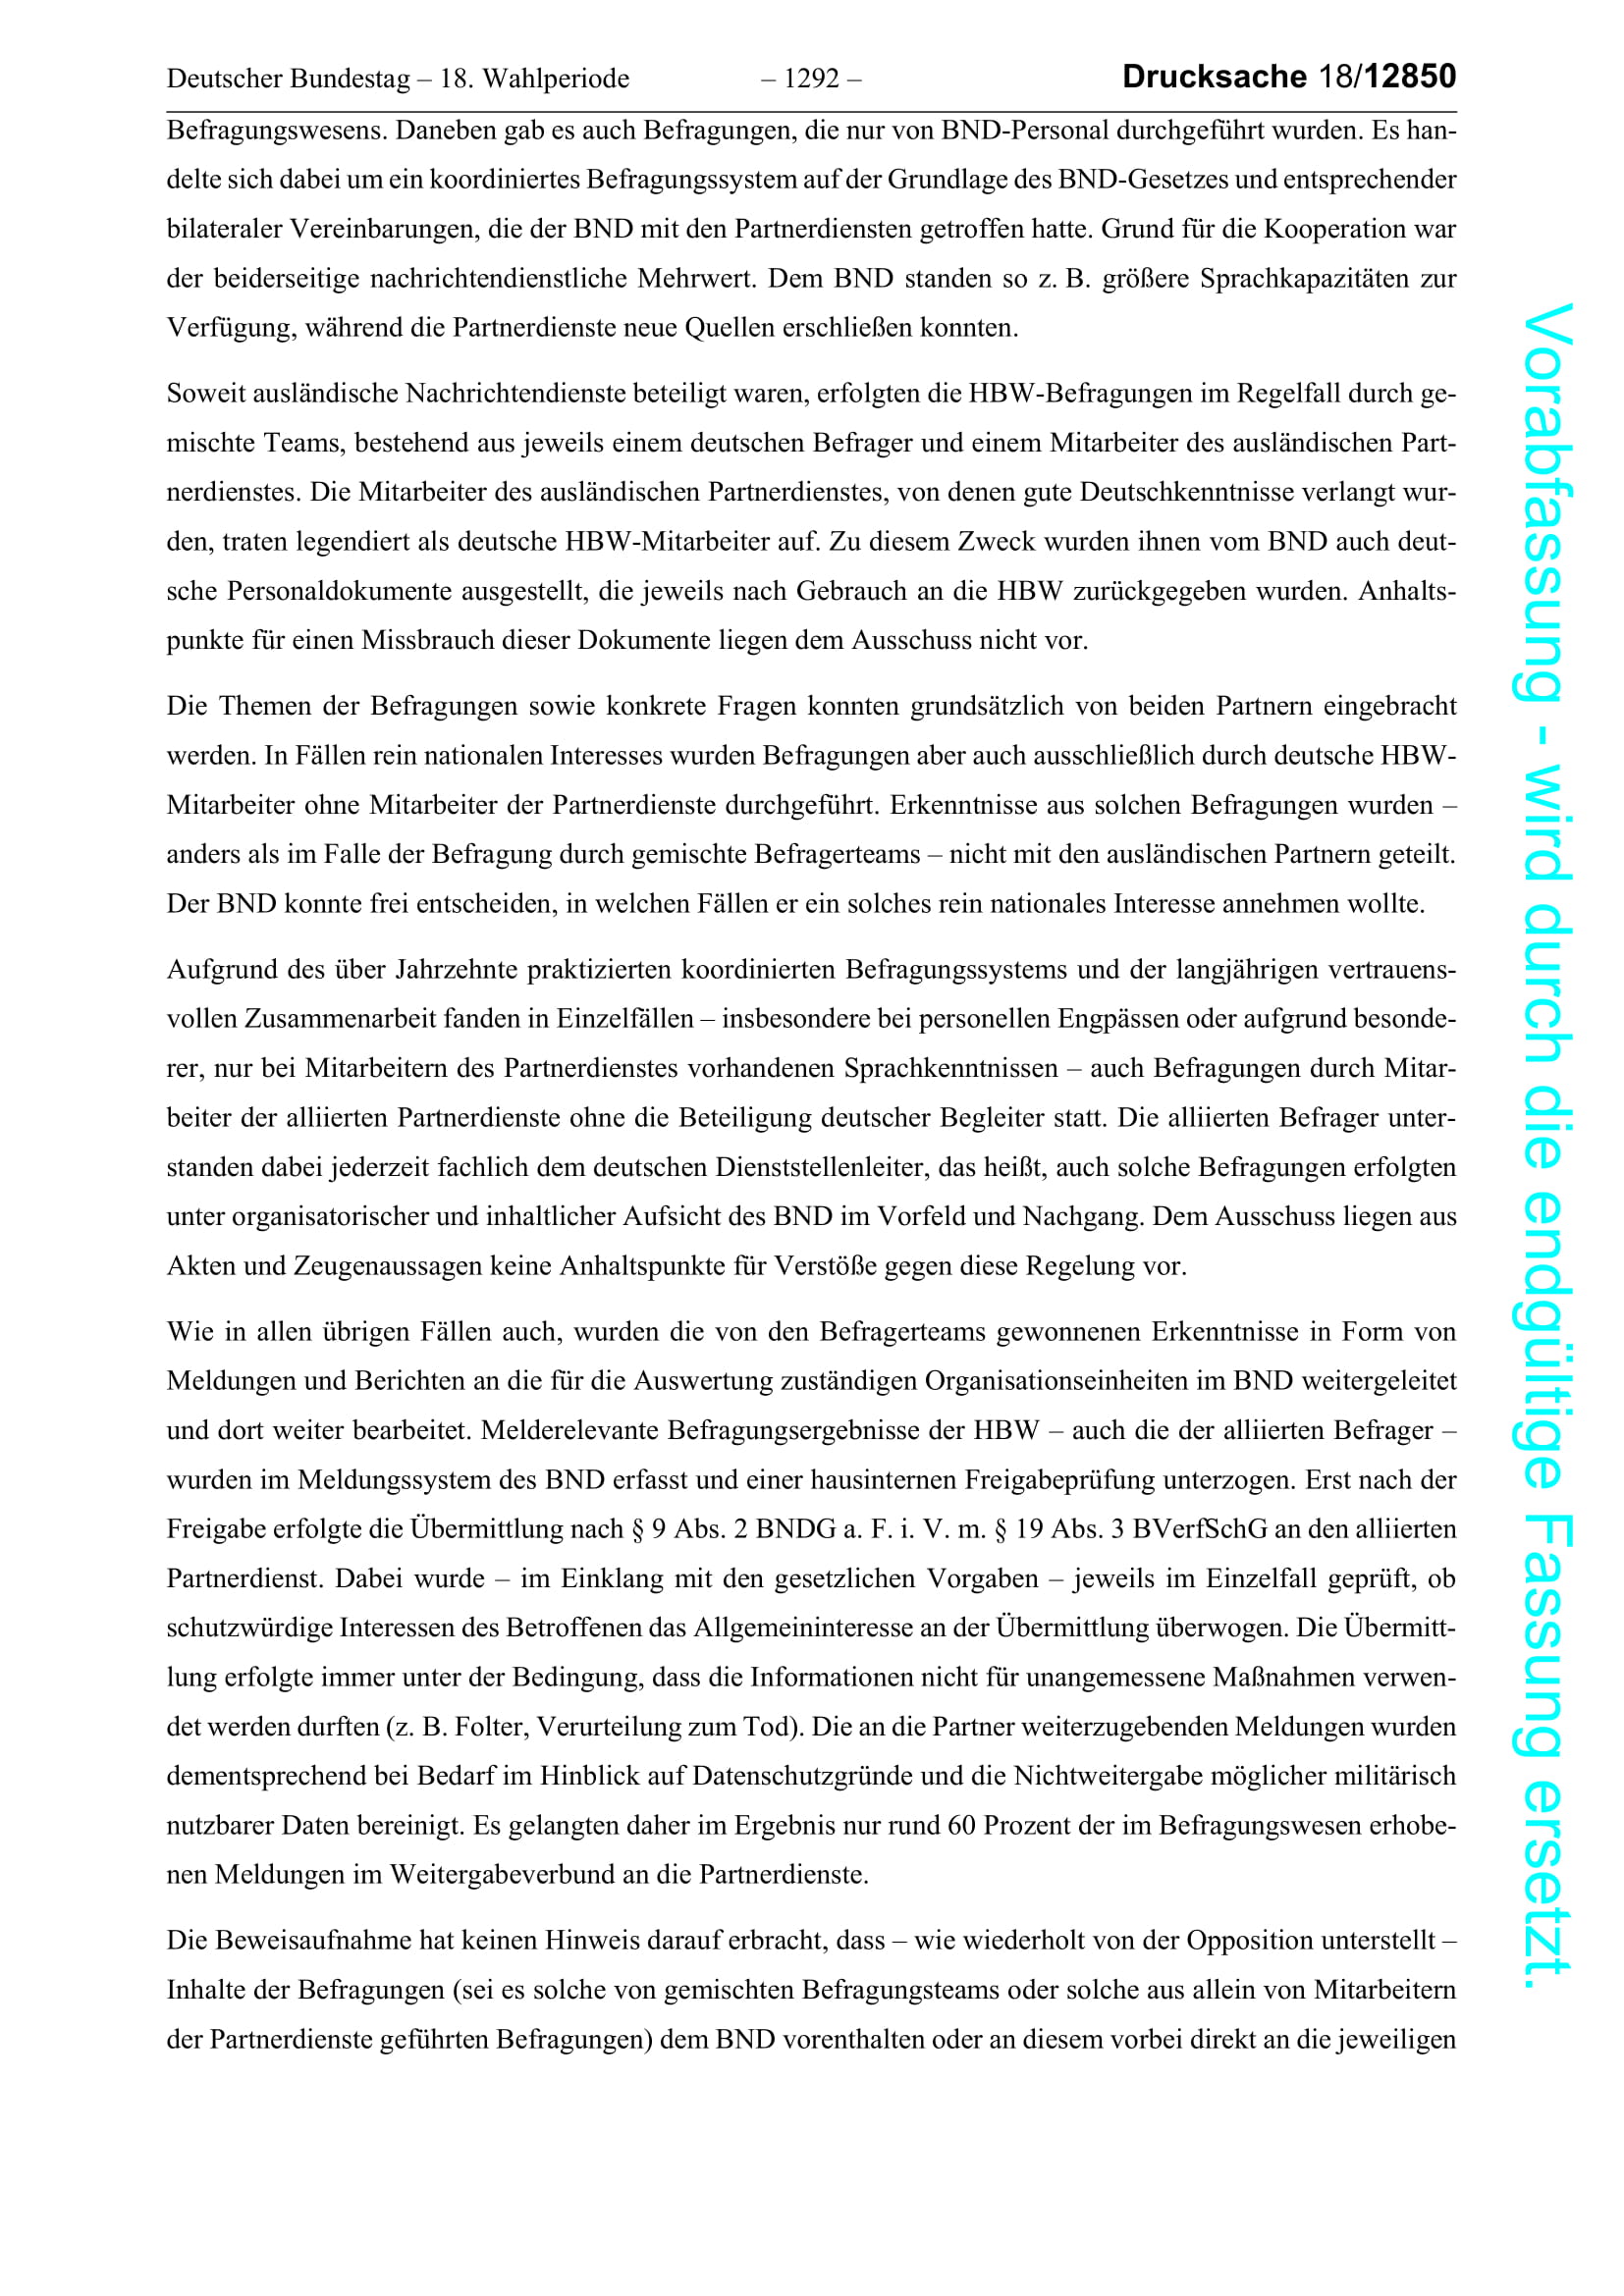 Deutscher Bundestag – 18. Wahlperiode – 1292 – Drucksache 18/12850
Befragungswesens. Daneben gab es auch Befragungen, die nur von BND-Personal durchgeführt wurden. Es han-
delte sich dabei um ein koordiniertes Befragungssystem auf der Grundlage des BND-Gesetzes und entsprechender
bilateraler Vereinbarungen, die der BND mit den Partnerdiensten getroffen hatte. Grund für die Kooperation war
der beiderseitige nachrichtendienstliche Mehrwert. Dem BND standen so z. B. größere Sprachkapazitäten zur
Verfügung, während die Partnerdienste neue Quellen erschließen konnten.
Soweit ausländische Nachrichtendienste beteiligt waren, erfolgten die HBW-Befragungen im Regelfall durch ge-
mischte Teams, bestehend aus jeweils einem deutschen Befrager und einem Mitarbeiter des ausländischen Part-
nerdienstes. Die Mitarbeiter des ausländischen Partnerdienstes, von denen gute Deutschkenntnisse verlangt wur-
den, traten legendiert als deutsche HBW-Mitarbeiter auf. Zu diesem Zweck wurden ihnen vom BND auch deut-
sche Personaldokumente ausgestellt, die jeweils nach Gebrauch an die HBW zurückgegeben wurden. Anhalts-
punkte für einen Missbrauch dieser Dokumente liegen dem Ausschuss nicht vor.
Die Themen der Befragungen sowie konkrete Fragen konnten grundsätzlich von beiden Partnern eingebracht
werden. In Fällen rein nationalen Interesses wurden Befragungen aber auch ausschließlich durch deutsche HBW-
Mitarbeiter ohne Mitarbeiter der Partnerdienste durchgeführt. Erkenntnisse aus solchen Befragungen wurden –
anders als im Falle der Befragung durch gemischte Befragerteams – nicht mit den ausländischen Partnern geteilt.
Der BND konnte frei entscheiden, in welchen Fällen er ein solches rein nationales Interesse annehmen wollte.
Aufgrund des über Jahrzehnte praktizierten koordinierten Befragungssystems und der langjährigen vertrauens-
vollen Zusammenarbeit fanden in Einzelfällen – insbesondere bei personellen Engpässen oder aufgrund besonde-
rer, nur bei Mitarbeitern des Partnerdienstes vorhandenen Sprachkenntnissen – auch Befragungen durch Mitar-
beiter der alliierten Partnerdienste ohne die Beteiligung deutscher Begleiter statt. Die alliierten Befrager unter-
standen dabei jederzeit fachlich dem deutschen Dienststellenleiter, das heißt, auch solche Befragungen erfolgten
unter organisatorischer und inhaltlicher Aufsicht des BND im Vorfeld und Nachgang. Dem Ausschuss liegen aus
Akten und Zeugenaussagen keine Anhaltspunkte für Verstöße gegen diese Regelung vor.
Wie in allen übrigen Fällen auch, wurden die von den Befragerteams gewonnenen Erkenntnisse in Form von
Meldungen und Berichten an die für die Auswertung zuständigen Organisationseinheiten im BND weitergeleitet
und dort weiter bearbeitet. Melderelevante Befragungsergebnisse der HBW – auch die der alliierten Befrager –
wurden im Meldungssystem des BND erfasst und einer hausinternen Freigabeprüfung unterzogen. Erst nach der
Freigabe erfolgte die Übermittlung nach § 9 Abs. 2 BNDG a. F. i. V. m. § 19 Abs. 3 BVerfSchG an den alliierten
Partnerdienst. Dabei wurde – im Einklang mit den gesetzlichen Vorgaben – jeweils im Einzelfall geprüft, ob
schutzwürdige Interessen des Betroffenen das Allgemeininteresse an der Übermittlung überwogen. Die Übermitt-
lung erfolgte immer unter der Bedingung, dass die Informationen nicht für unangemessene Maßnahmen verwen-
det werden durften (z. B. Folter, Verurteilung zum Tod). Die an die Partner weiterzugebenden Meldungen wurden
dementsprechend bei Bedarf im Hinblick auf Datenschutzgründe und die Nichtweitergabe möglicher militärisch
nutzbarer Daten bereinigt. Es gelangten daher im Ergebnis nur rund 60 Prozent der im Befragungswesen erhobe-
nen Meldungen im Weitergabeverbund an die Partnerdienste.
Die Beweisaufnahme hat keinen Hinweis darauf erbracht, dass – wie wiederholt von der Opposition unterstellt –
Inhalte der Befragungen (sei es solche von gemischten Befragungsteams oder solche aus allein von Mitarbeitern
der Partnerdienste geführten Befragungen) dem BND vorenthalten oder an diesem vorbei direkt an die jeweiligen
Vorabfassung - wird durch die endgültige Fassung ersetzt.